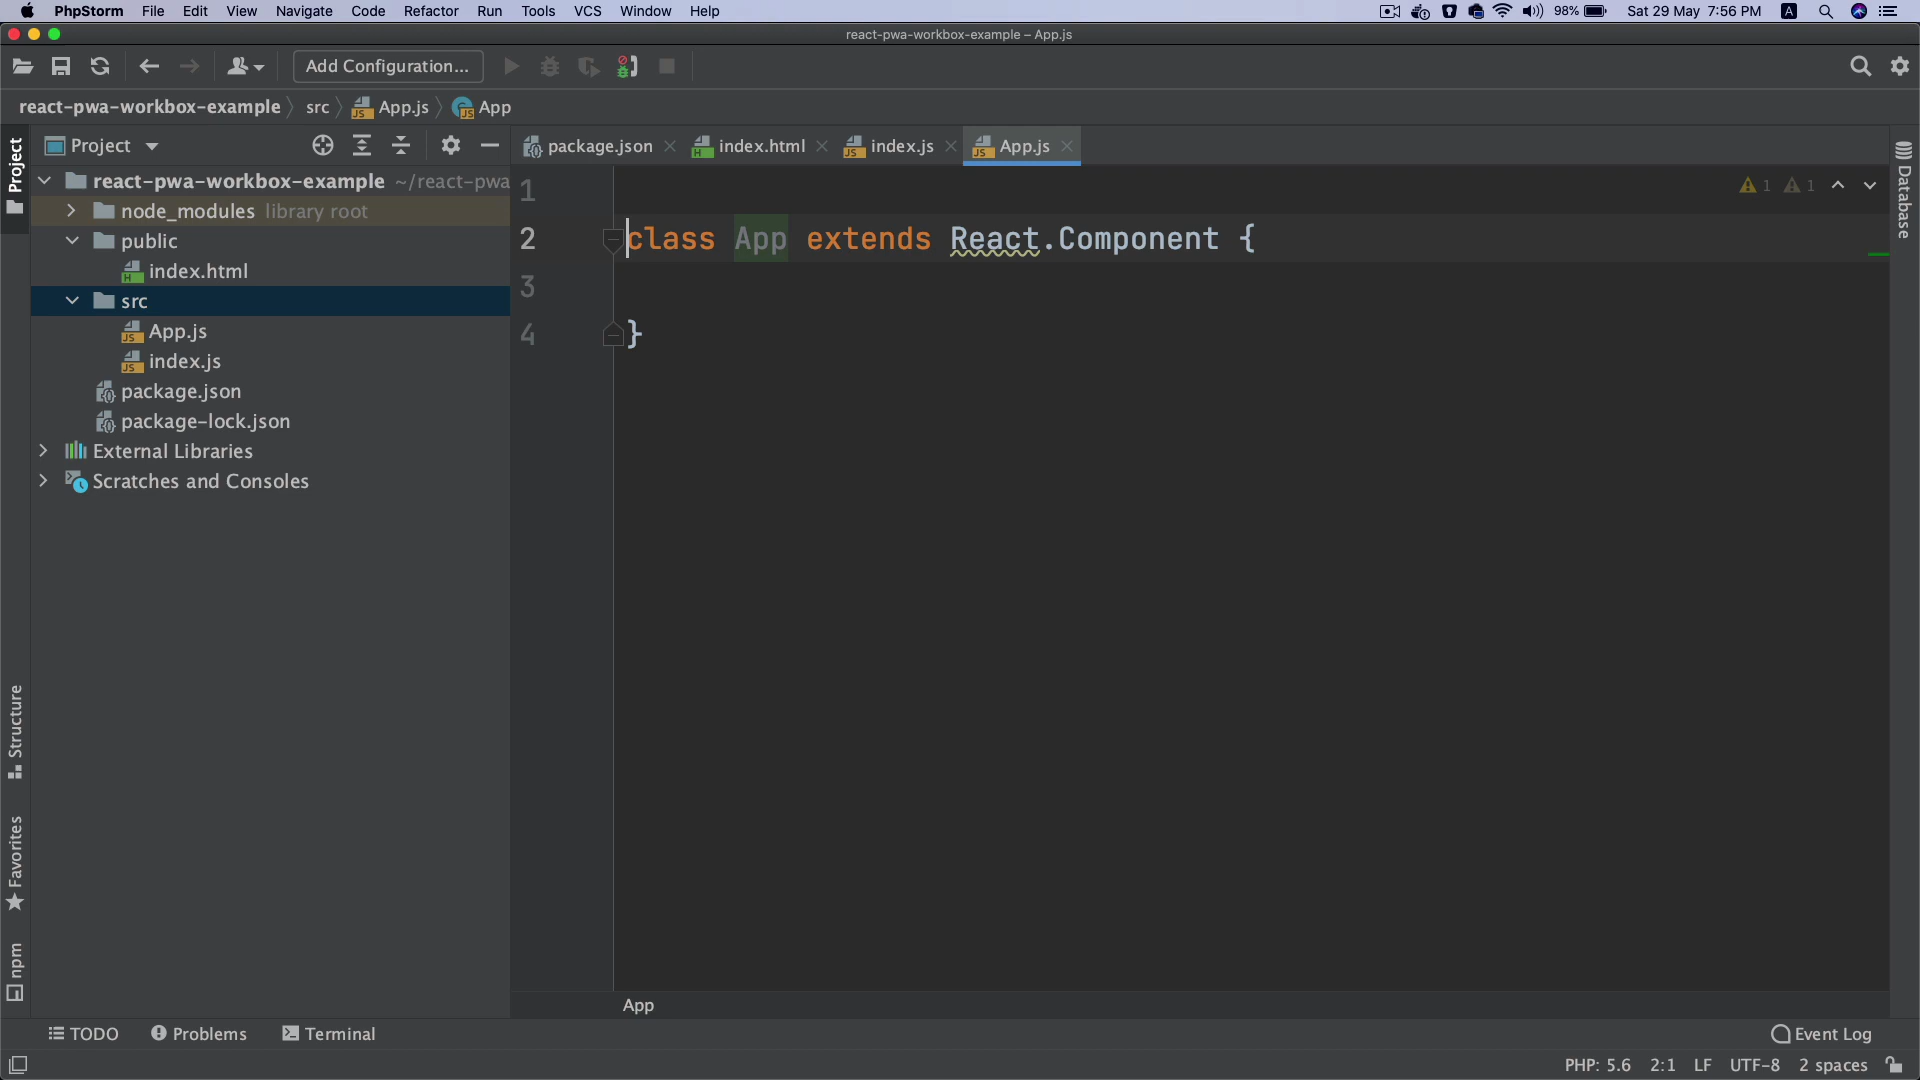 PhpStorm File Edit View Navigate Code Refactor Run Tools VCS Window Help 98% Sat 29 May 7:56 PM A
react-pwa-workbox-example – App.js
Add Configuration...
react-pwa-workbox-example src App.js App
Project
Project
package.json index.html index.js App.js
Database
react-pwa-workbox-example ~/react-pwa
node_modules library root
public
index.html
src
App.js
index.js
package.json
package-lock.json
External Libraries
Scratches and Consoles
1 1
1
2 class App extends React.Component {
3
4 }
Structure
Favorites
npm
App
TODO Problems Terminal Event Log
PHP: 5.6 2:1 LF UTF-8 2 spaces